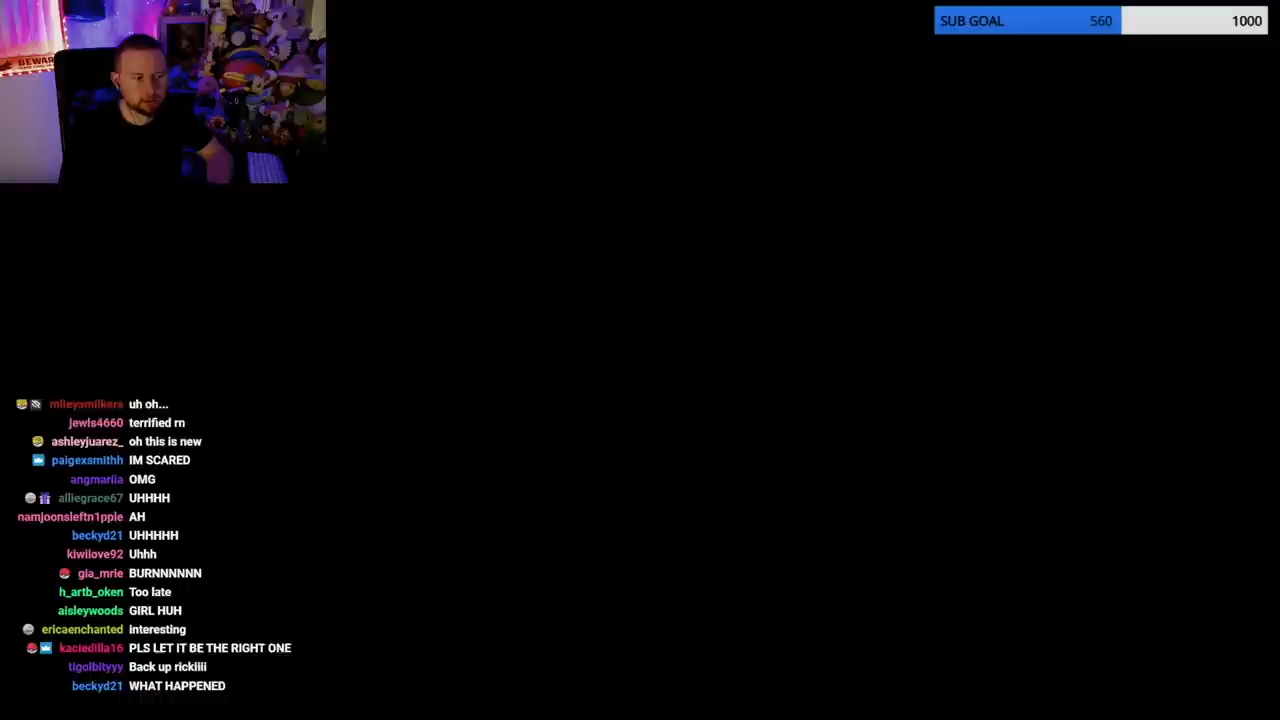 SUB GOAL 560 1000
BEWAR
mileysmilkers uh oh...
jewls4660 terrified rn
ashleyjuarez_ oh this is new
paigexsmithh IM SCARED
angmariia OMG
alliegrace67 UHHHH
namjoonsleftn1pple AH
beckyd21 UHHHHH
kiwilove92 Uhhh
gia_mrie BURNNNNNN
h_artb_oken Too late
aisleywoods GIRL HUH
ericaenchanted interesting
kaciedilla16 PLS LET IT BE THE RIGHT ONE
tigolbityyy Back up rickiiii
beckyd21 WHAT HAPPENED